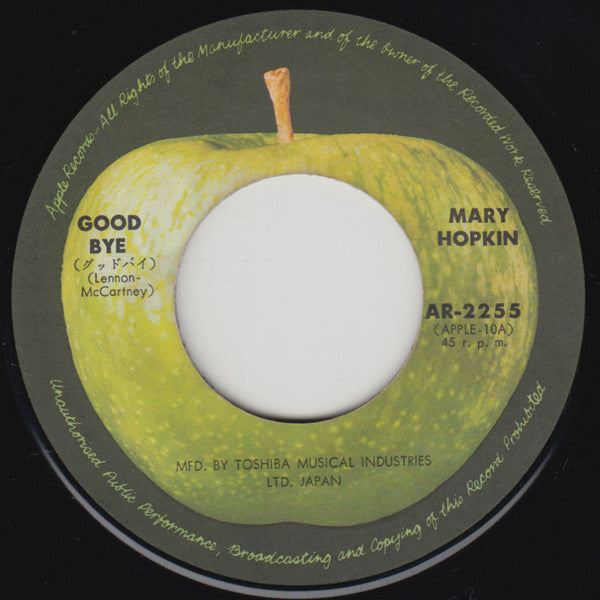 Apple Records-All Rights of the Manufacturer and of the Owner of the Recorded Work Reserved
GOOD
BYE
(グッドバイ)
(Lennon-
McCartney)
MARY
HOPKIN
AR-2255
(APPLE-10A)
45 r. p. m.
MFD. BY TOSHIBA MUSICAL INDUSTRIES
LTD. JAPAN
Unauthorised Public Performance, Broadcasting and Copying of this Record Prohibited